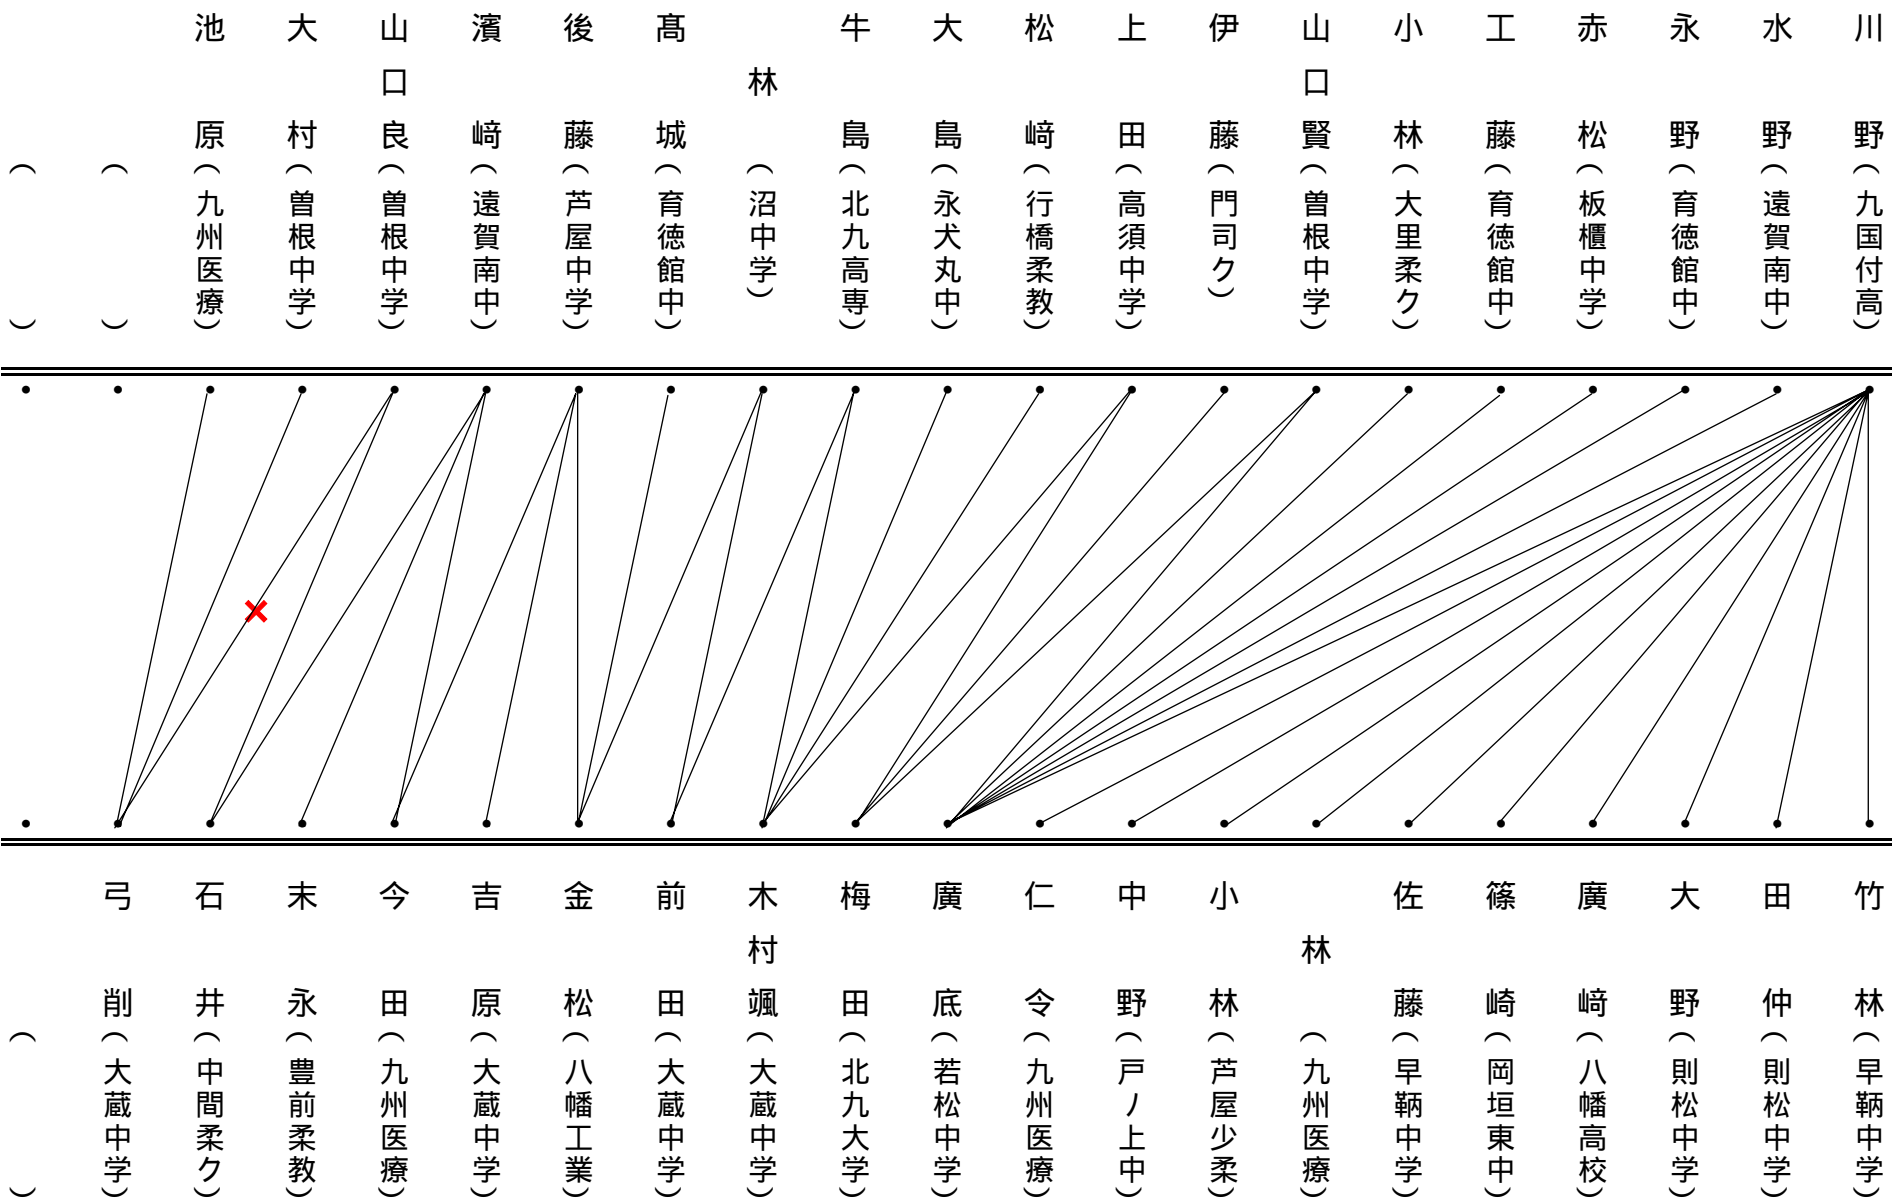 川野（九国付高）
水野（遠賀南中）
永野（育徳館中）
赤松（板櫃中学）
工藤（育徳館中）
小林（大里柔ク）
山口賢（曽根中学）
伊藤（門司ク）
上田（高須中学）
松﨑（行橋柔教）
大島（永犬丸中）
牛島（北九高専）
林（沼中学）
髙城（育徳館中）
後藤（芦屋中学）
濱﨑（遠賀南中）
山口良（曽根中学）
大村（曽根中学）
池原（九州医療）
（ ）
（ ）
竹林（早鞆中学）
田仲（則松中学）
大野（則松中学）
廣﨑（八幡高校）
篠崎（岡垣東中）
佐藤（早鞆中学）
林（九州医療）
小林（芦屋少柔）
中野（戸ノ上中）
仁令（九州医療）
廣底（若松中学）
梅田（北九大学）
木村颯（大蔵中学）
前田（大蔵中学）
金松（八幡工業）
吉原（大蔵中学）
今田（九州医療）
末永（豊前柔教）
石井（中間柔ク）
弓削（大蔵中学）
（ ）